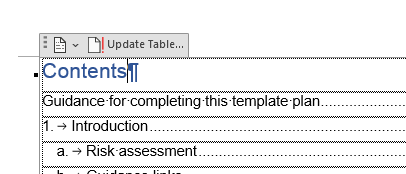 Update Table...
Contents¶
Guidance·for·completing·this·template·plan
1.→Introduction
a.→Risk·assessment